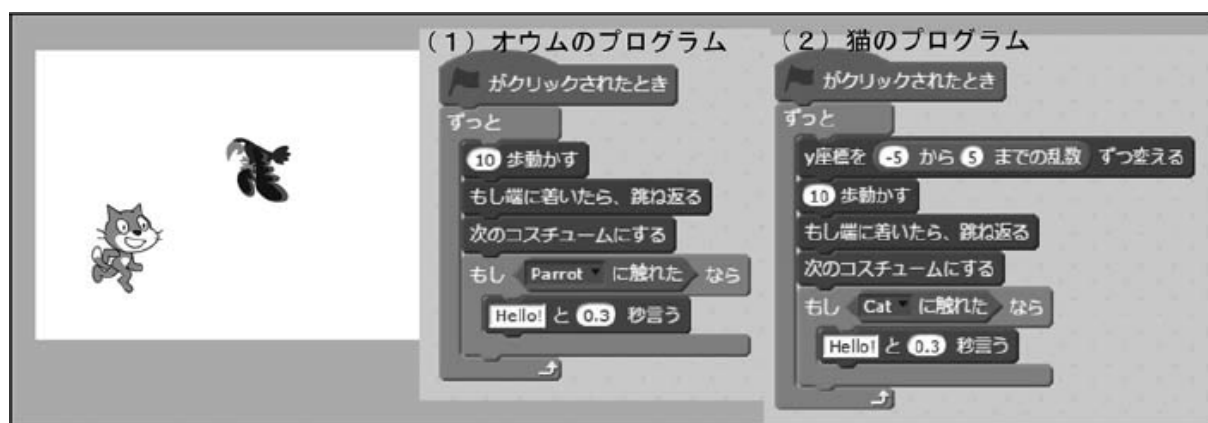 (1)オウムのプログラム
がクリックされたとき
ずっと
10 歩動かす
もし端に着いたら、跳ね返る
次のコスチュームにする
もし Parrot に触れた なら
Hello! と 0.3 秒言う
(2)猫のプログラム
がクリックされたとき
ずっと
y座標を -5 から 5 までの乱数 ずつ変える
10 歩動かす
もし端に着いたら、跳ね返る
次のコスチュームにする
もし Cat に触れた なら
Hello! と 0.3 秒言う